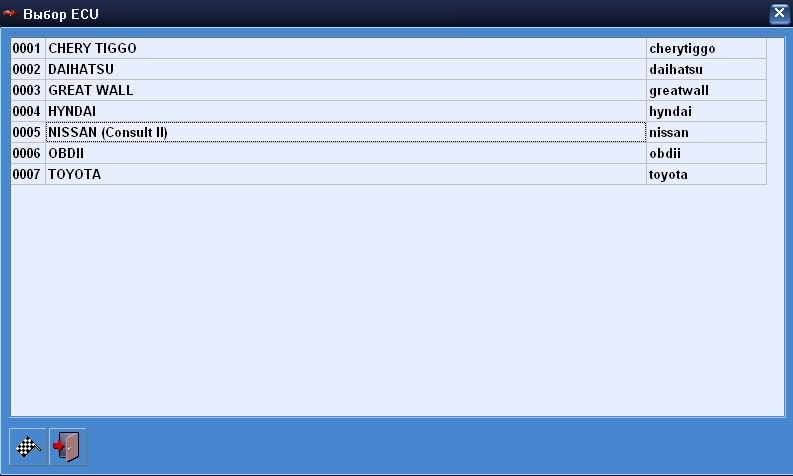 Выбор ECU
0001 CHERY TIGGO cherytiggo
0002 DAIHATSU daihatsu
0003 GREAT WALL greatwall
0004 HYNDAI hyndai
0005 NISSAN (Consult II) nissan
0006 OBDII obdii
0007 TOYOTA toyota